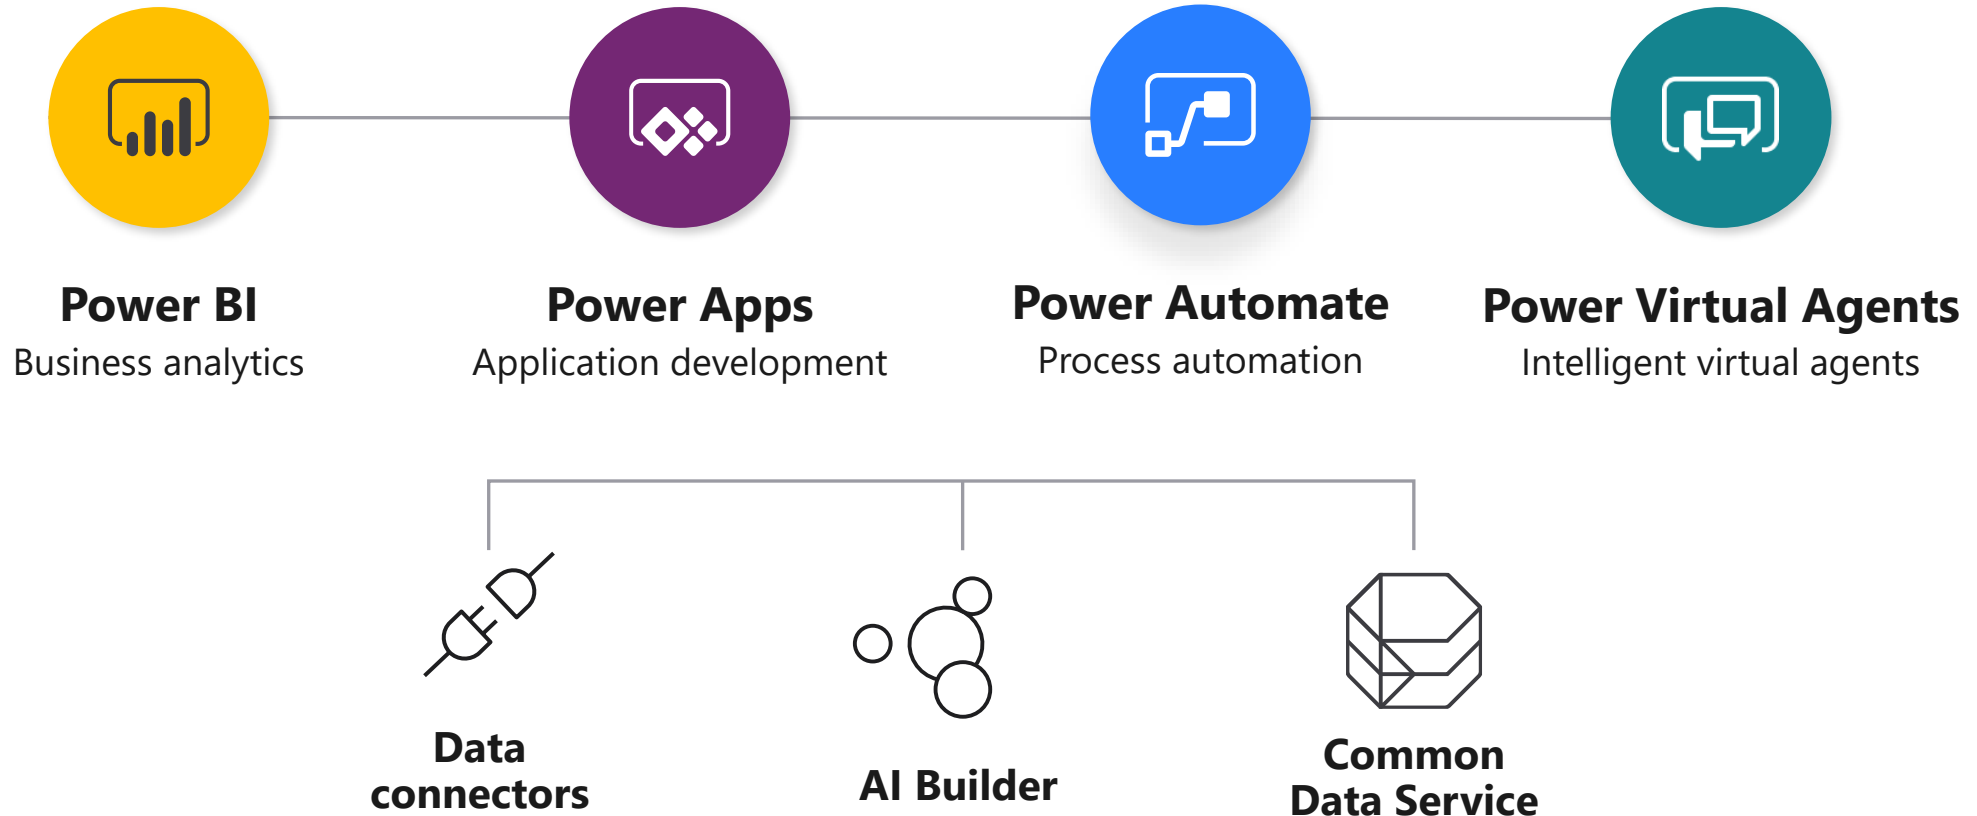 Power BI
Business analytics
Power Apps
Application development
Power Automate
Process automation
Power Virtual Agents
Intelligent virtual agents
Data
connectors
AI Builder
Common
Data Service